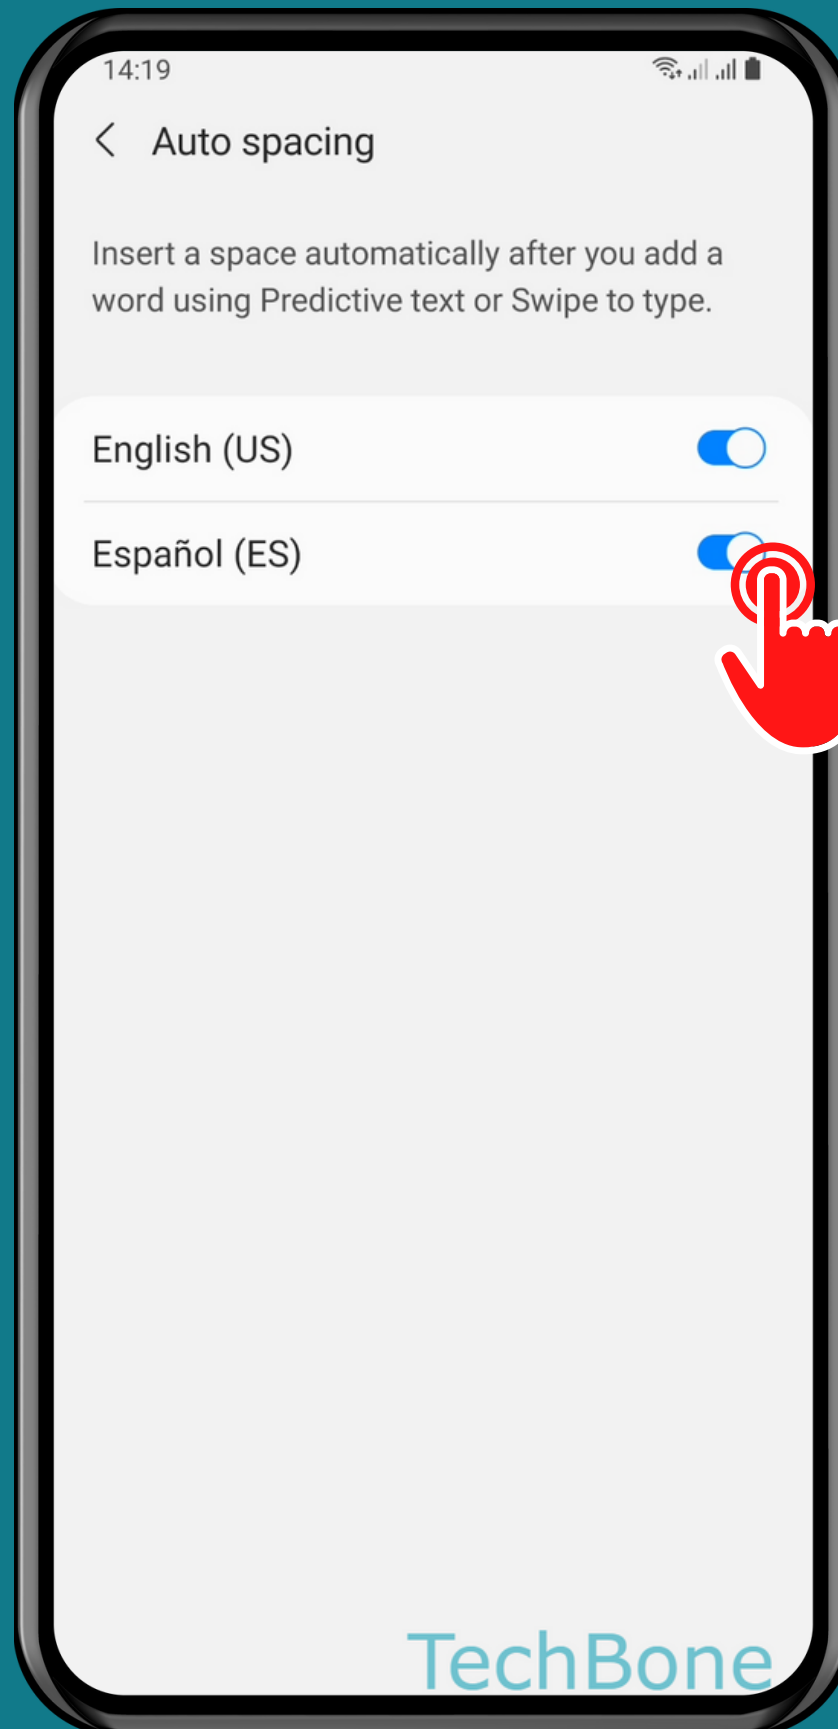 14:19
Auto spacing
Insert a space automatically after you add a
word using Predictive text or Swipe to type.
English (US)
Español (ES)
TechBone